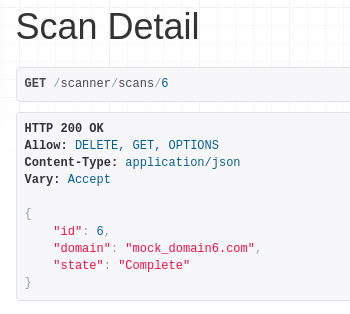 Scan Detail
GET /scanner/scans/6
HTTP 200 OK
Allow: DELETE, GET, OPTIONS
Content-Type: application/json
Vary: Accept
{
    "id": 6,
    "domain": "mock_domain6.com",
    "state": "Complete"
}